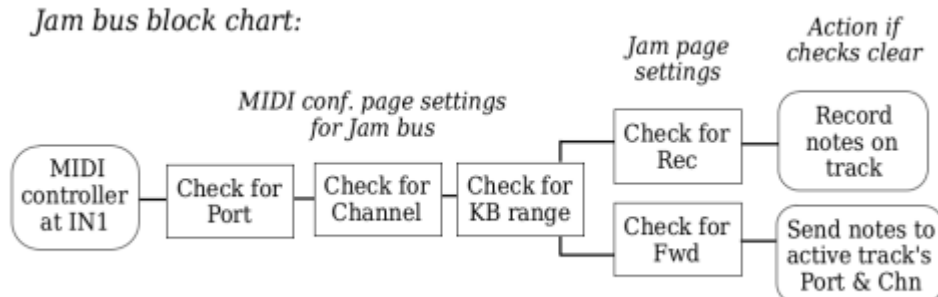 Jam bus block chart:
Action if
checks clear
Jam page
settings
MIDI conf. page settings
for Jam bus
MIDI
controller
at IN1
Check for
Port
Check for
Channel
Check for
KB range
Check for
Rec
Record
notes on
track
Check for
Fwd
Send notes to
active track's
Port & Chn